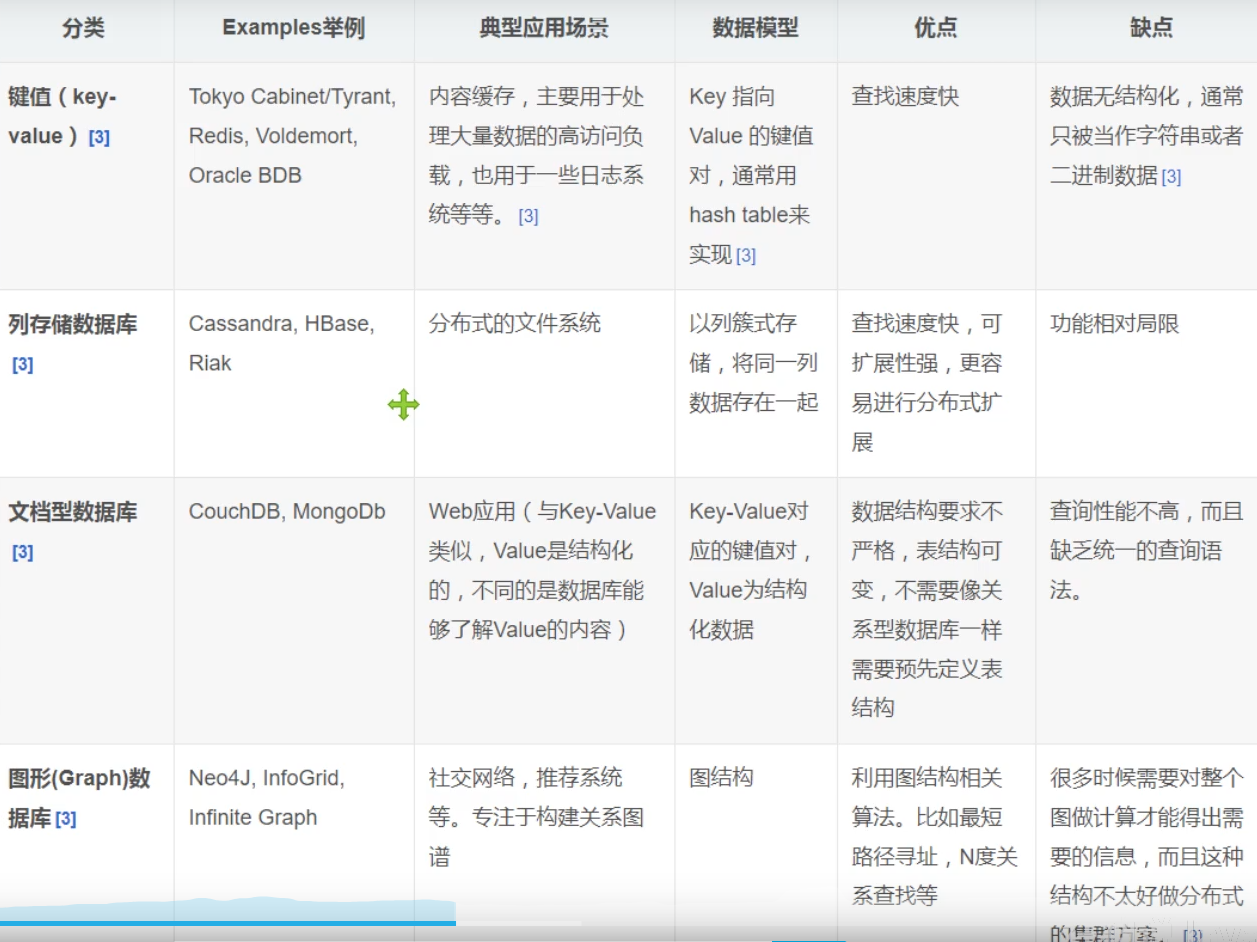 分类
Examples举例
典型应用场景
数据模型
优点
缺点
键值（key-
value）[3]
Tokyo Cabinet/Tyrant,
Redis, Voldemort,
Oracle BDB
内容缓存，主要用于处
理大量数据的高访问负
载，也用于一些日志系
统等等。[3]
Key 指向
Value 的键值
对，通常用
hash table来
实现[3]
查找速度快
数据无结构化，通常
只被当作字符串或者
二进制数据[3]
列存储数据库
[3]
Cassandra, HBase,
Riak
分布式的文件系统
以列簇式存
储，将同一列
数据存在一起
查找速度快，可
扩展性强，更容
易进行分布式扩
展
功能相对局限
文档型数据库
[3]
CouchDB, MongoDb
Web应用（与Key-Value
类似，Value是结构化
的，不同的是数据库能
够了解Value的内容）
Key-Value对
应的键值对，
Value为结构
化数据
数据结构要求不
严格，表结构可
变，不需要像关
系型数据库一样
需要预先定义表
结构
查询性能不高，而且
缺乏统一的查询语
法。
图形(Graph)数
据库[3]
Neo4J, InfoGrid,
Infinite Graph
社交网络，推荐系统
等。专注于构建关系图
谱
图结构
利用图结构相关
算法。比如最短
路径寻址，N度关
系查找等
很多时候需要对整个
图做计算才能得出需
要的信息，而且这种
结构不太好做分布式
的集群方案。[3]